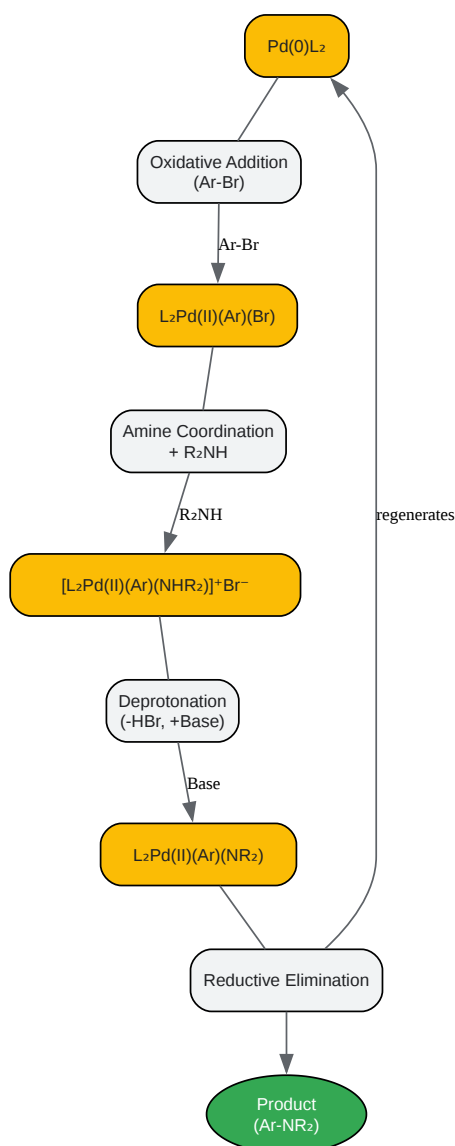 Pd(0)L₂
Oxidative Addition
(Ar-Br)
Ar-Br
L₂Pd(II)(Ar)(Br)
Amine Coordination
+ R₂NH
R₂NH
regenerates
[L₂Pd(II)(Ar)(NHR₂)]⁺Br⁻
Deprotonation
(-HBr, +Base)
Base
L₂Pd(II)(Ar)(NR₂)
Reductive Elimination
Product
(Ar-NR₂)